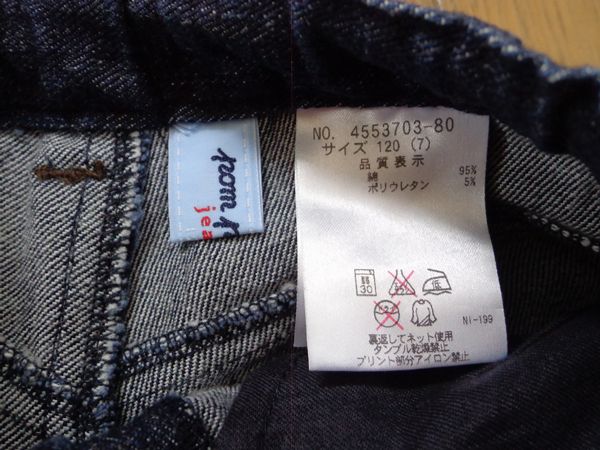 NO. 4553703-80
サイズ 120 (7)
品質表示
綿 95%
ポリウレタン 5%
30
低
NI-199
裏返してネット使用
タンブル乾燥禁止
プリント部分アイロン禁止
jea